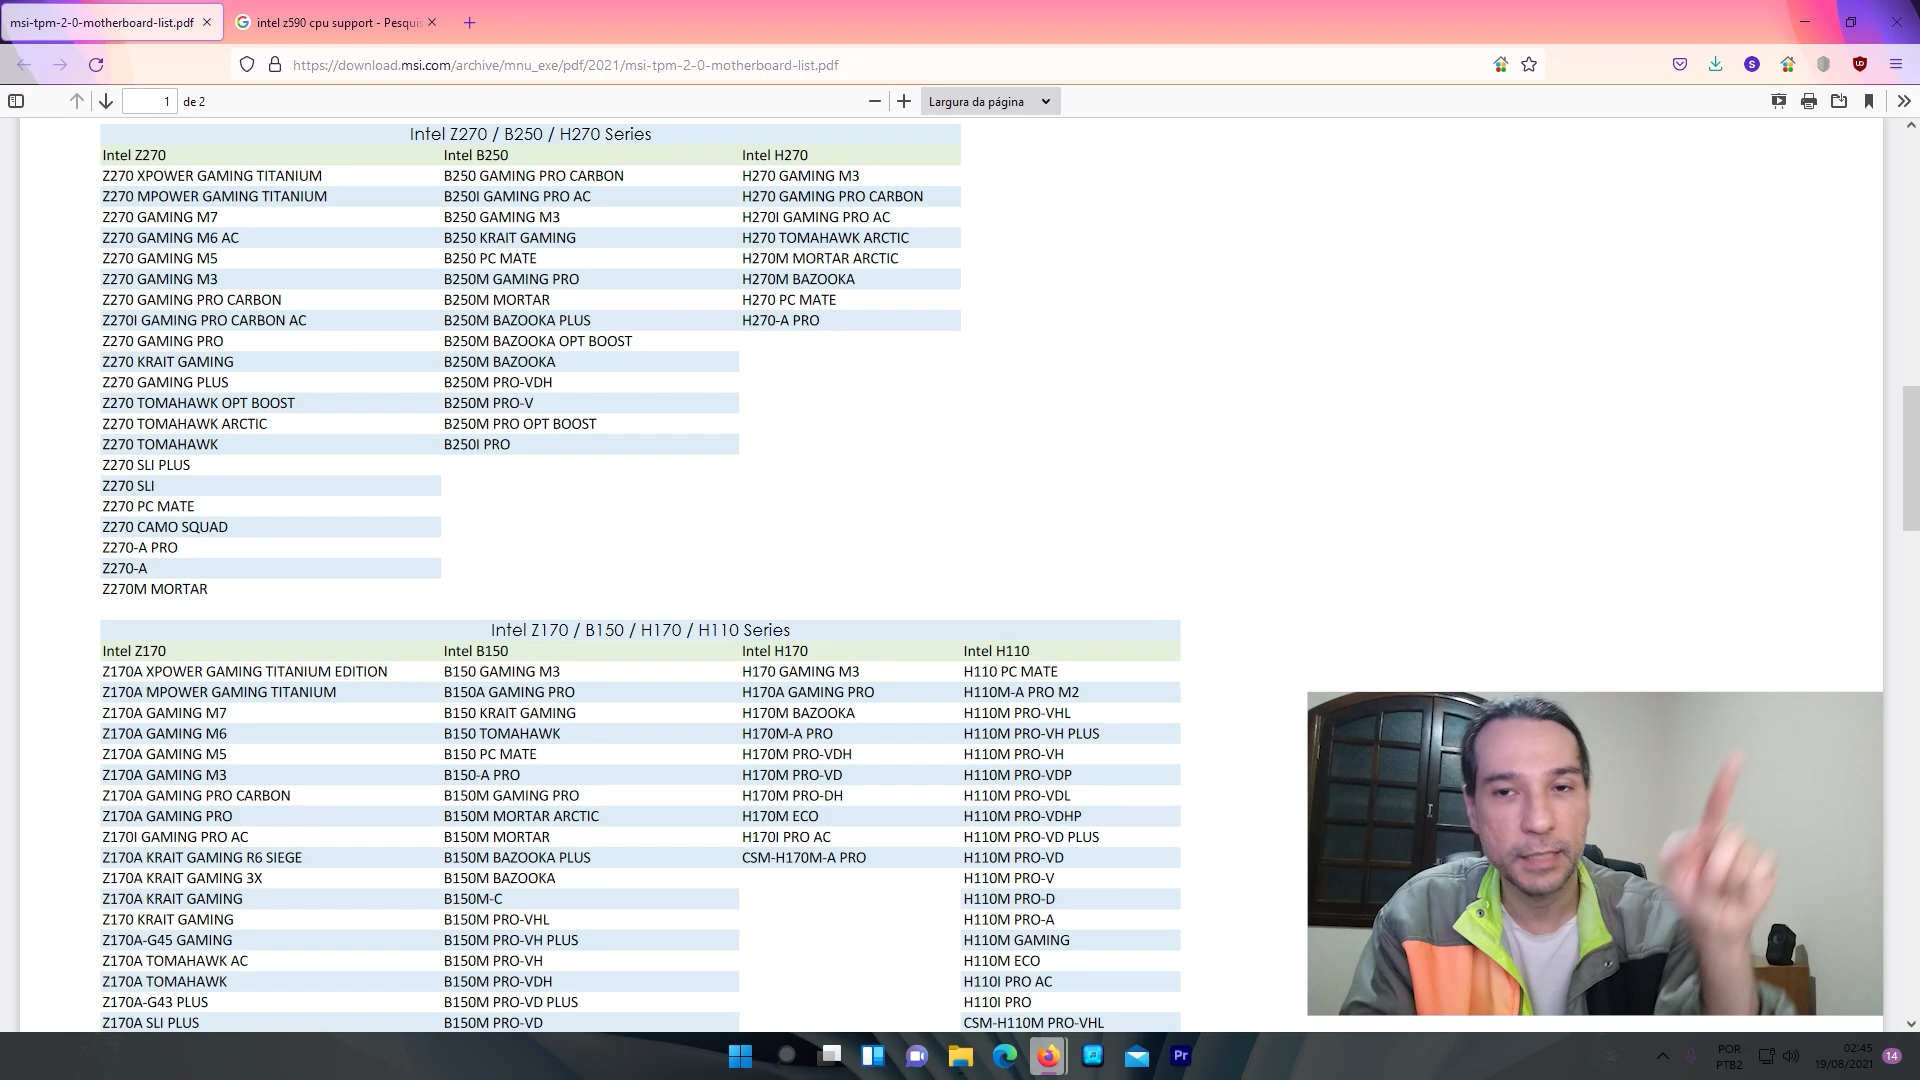 msi-tpm-2-0-motherboard-list.pdf
intel z590 cpu support - Pesquis
https://download.msi.com/archive/mnu_exe/pdf/2021/msi-tpm-2-0-motherboard-list.pdf
1 de 2
Largura da página
Intel Z270 / B250 / H270 Series
Intel Z270 Intel B250 Intel H270
Z270 XPOWER GAMING TITANIUM B250 GAMING PRO CARBON H270 GAMING M3
Z270 MPOWER GAMING TITANIUM B250I GAMING PRO AC H270 GAMING PRO CARBON
Z270 GAMING M7 B250 GAMING M3 H270I GAMING PRO AC
Z270 GAMING M6 AC B250 KRAIT GAMING H270 TOMAHAWK ARCTIC
Z270 GAMING M5 B250 PC MATE H270M MORTAR ARCTIC
Z270 GAMING M3 B250M GAMING PRO H270M BAZOOKA
Z270 GAMING PRO CARBON B250M MORTAR H270 PC MATE
Z270I GAMING PRO CARBON AC B250M BAZOOKA PLUS H270-A PRO
Z270 GAMING PRO B250M BAZOOKA OPT BOOST
Z270 KRAIT GAMING B250M BAZOOKA
Z270 GAMING PLUS B250M PRO-VDH
Z270 TOMAHAWK OPT BOOST B250M PRO-V
Z270 TOMAHAWK ARCTIC B250M PRO OPT BOOST
Z270 TOMAHAWK B250I PRO
Z270 SLI PLUS
Z270 SLI
Z270 PC MATE
Z270 CAMO SQUAD
Z270-A PRO
Z270-A
Z270M MORTAR
Intel Z170 / B150 / H170 / H110 Series
Intel Z170 Intel B150 Intel H170 Intel H110
Z170A XPOWER GAMING TITANIUM EDITION B150 GAMING M3 H170 GAMING M3 H110 PC MATE
Z170A MPOWER GAMING TITANIUM B150A GAMING PRO H170A GAMING PRO H110M-A PRO M2
Z170A GAMING M7 B150 KRAIT GAMING H170M BAZOOKA H110M PRO-VHL
Z170A GAMING M6 B150 TOMAHAWK H170M-A PRO H110M PRO-VH PLUS
Z170A GAMING M5 B150 PC MATE H170M PRO-VDH H110M PRO-VH
Z170A GAMING M3 B150-A PRO H170M PRO-VD H110M PRO-VDP
Z170A GAMING PRO CARBON B150M GAMING PRO H170M PRO-DH H110M PRO-VDL
Z170A GAMING PRO B150M MORTAR ARCTIC H170M ECO H110M PRO-VDHP
Z170I GAMING PRO AC B150M MORTAR H170I PRO AC H110M PRO-VD PLUS
Z170A KRAIT GAMING R6 SIEGE B150M BAZOOKA PLUS CSM-H170M-A PRO H110M PRO-VD
Z170A KRAIT GAMING 3X B150M BAZOOKA H110M PRO-V
Z170A KRAIT GAMING B150M-C H110M PRO-D
Z170 KRAIT GAMING B150M PRO-VHL H110M PRO-A
Z170A-G45 GAMING B150M PRO-VH PLUS H110M GAMING
Z170A TOMAHAWK AC B150M PRO-VH H110M ECO
Z170A TOMAHAWK B150M PRO-VDH H110I PRO AC
Z170A-G43 PLUS B150M PRO-VD PLUS H110I PRO
Z170A SLI PLUS B150M PRO-VD CSM-H110M PRO-VHL
Pr
POR
PTB2
02:45
19/08/2021
14